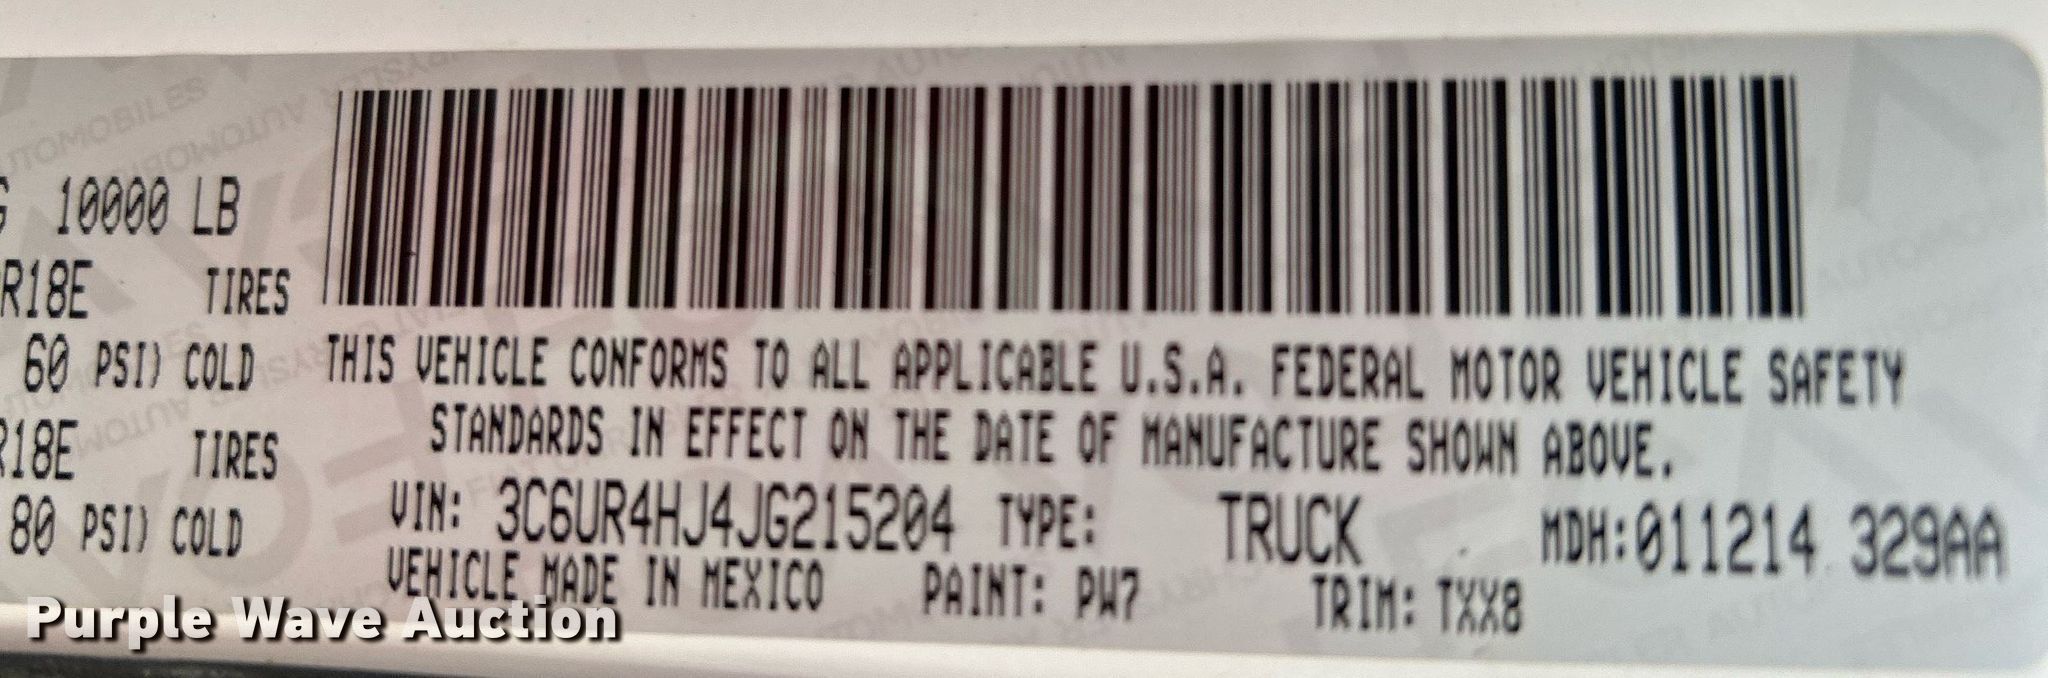 10000 LB
R18E TIRES
60 PSI) COLD
R18E TIRES
80 PSI) COLD
THIS VEHICLE CONFORMS TO ALL APPLICABLE U.S.A. FEDERAL MOTOR VEHICLE SAFETY
STANDARDS IN EFFECT ON THE DATE OF MANUFACTURE SHOWN ABOVE.
VIN: 3C6UR4HJ4JG215204 TYPE: TRUCK MDH:011214 329AA
VEHICLE MADE IN MEXICO PAINT: PW7 TRIM: TXX8
Purple Wave Auction